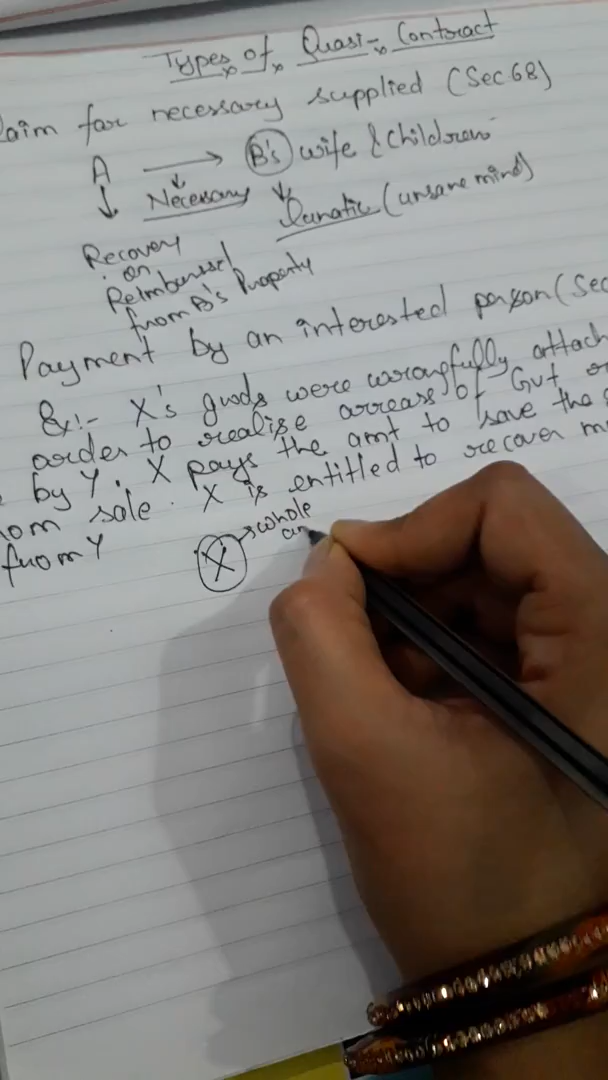 Types of Quasi-Contract
laim for necessary supplied (Sec 68)
A → B's wife & Children
Necessary
Lunatic (unsane mind)
Recovery
on
Reimbursed
from B's Property
Payment by an interested person (Sec
Ex:- X's goods were wrongfully attach
order to realise arrears of Gvt
by Y. X pays the amt to save the
om sale. X is entitled to recover m
from Y
X → whole
am